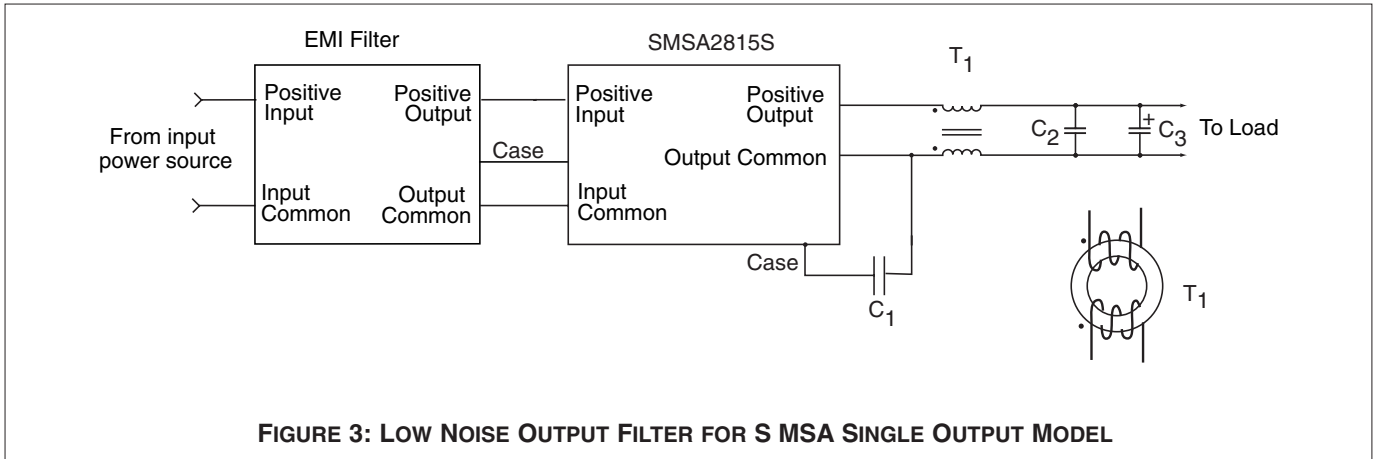 EMI Filter
SMSA2815S
T1
Positive
Input
Positive
Output
Positive
Input
Positive
Output
From input
power source
Case
Output Common
C2
+
C3
To Load
Input
Common
Output
Common
Input
Common
Case
C1
T1
FIGURE 3: LOW NOISE OUTPUT FILTER FOR S MSA SINGLE OUTPUT MODEL